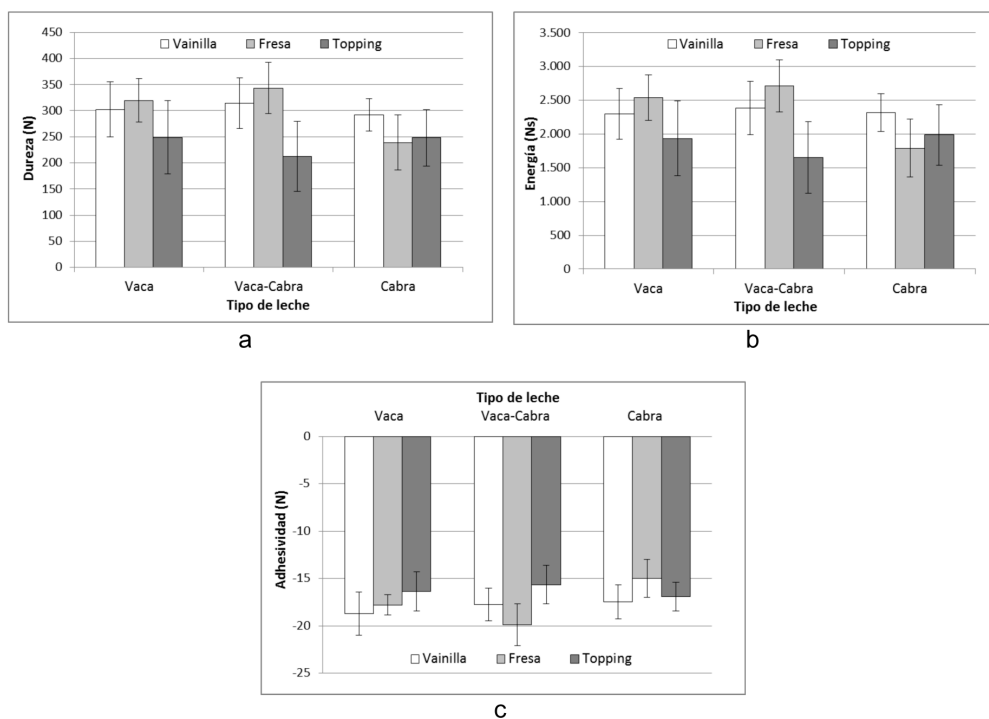 Vainilla Fresa Topping
450
400
350
300
250
200
150
100
50
0
Dureza (N)
Vaca Vaca-Cabra Cabra
Tipo de leche
a
Vainilla Fresa Topping
3.500
3.000
2.500
2.000
1.500
1.000
500
0
Energía (Ns)
Vaca Vaca-Cabra Cabra
Tipo de leche
b
Tipo de leche
Vaca Vaca-Cabra Cabra
0
-5
-10
-15
-20
-25
Adhesividad (N)
Vainilla Fresa Topping
c